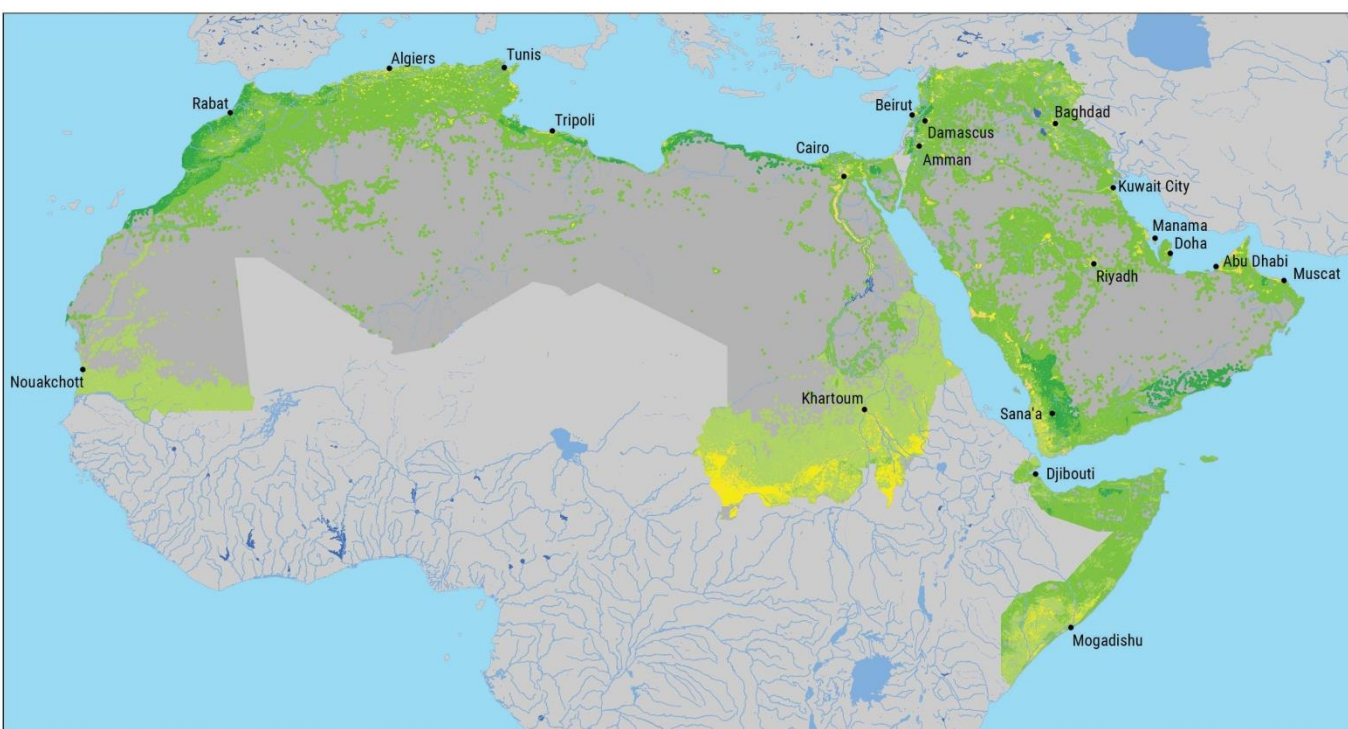 Algiers
Tunis
Rabat
Tripoli
Beirut
Baghdad
Damascus
Cairo
Amman
Kuwait City
Manama
Doha
Abu Dhabi
Riyadh
Muscat
Nouakchott
Khartoum
Sana'a
Djibouti
Mogadishu